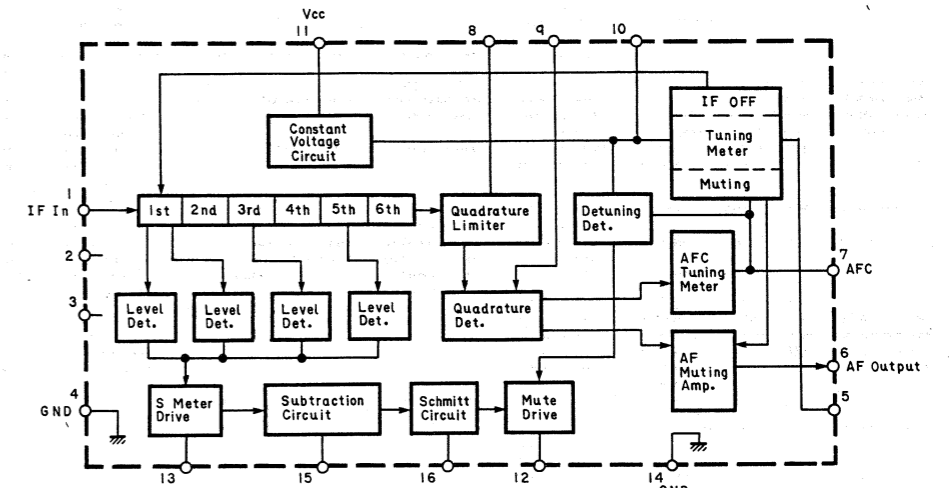 Vcc
11
8
9
10
IF OFF
Tuning
Meter
Muting
Constant
Voltage
Circuit
1
IF In
1st 2nd 3rd 4th 5th 6th
Quadrature
Limiter
Detuning
Det.
2
AFC
Tuning
Meter
7
AFC
3
Level
Det.
Level
Det.
Level
Det.
Level
Det.
Quadrature
Det.
AF
Muting
Amp.
6
AF Output
4
GND
S Meter
Drive
Subtraction
Circuit
Schmitt
Circuit
Mute
Drive
5
13
15
16
12
14